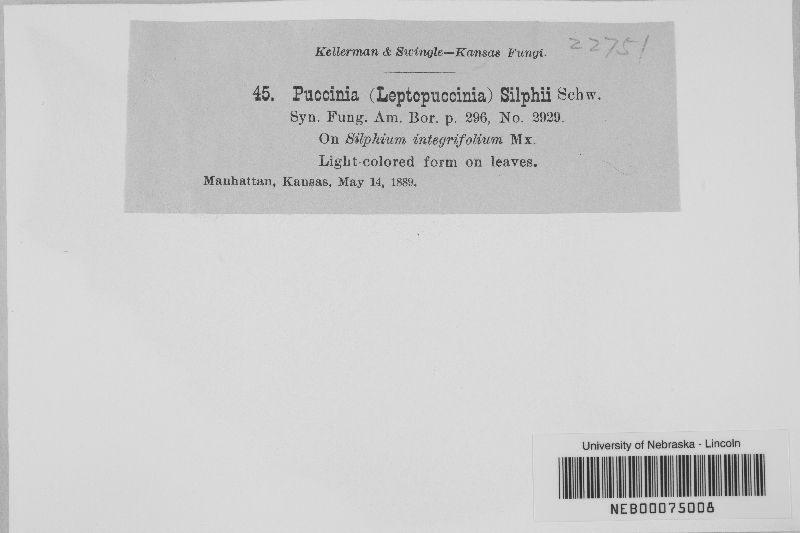 Kellerman & Swingle—Kansas Fungi.
22751
45. Puccinia (Leptopuccinia) Silphii Schw.
Syn. Fung. Am. Bor. p. 296, No. 2929.
On Silphium integrifolium Mx.
Light-colored form on leaves.
Manhattan, Kansas, May 14, 1889.
University of Nebraska - Lincoln
NEB00075008